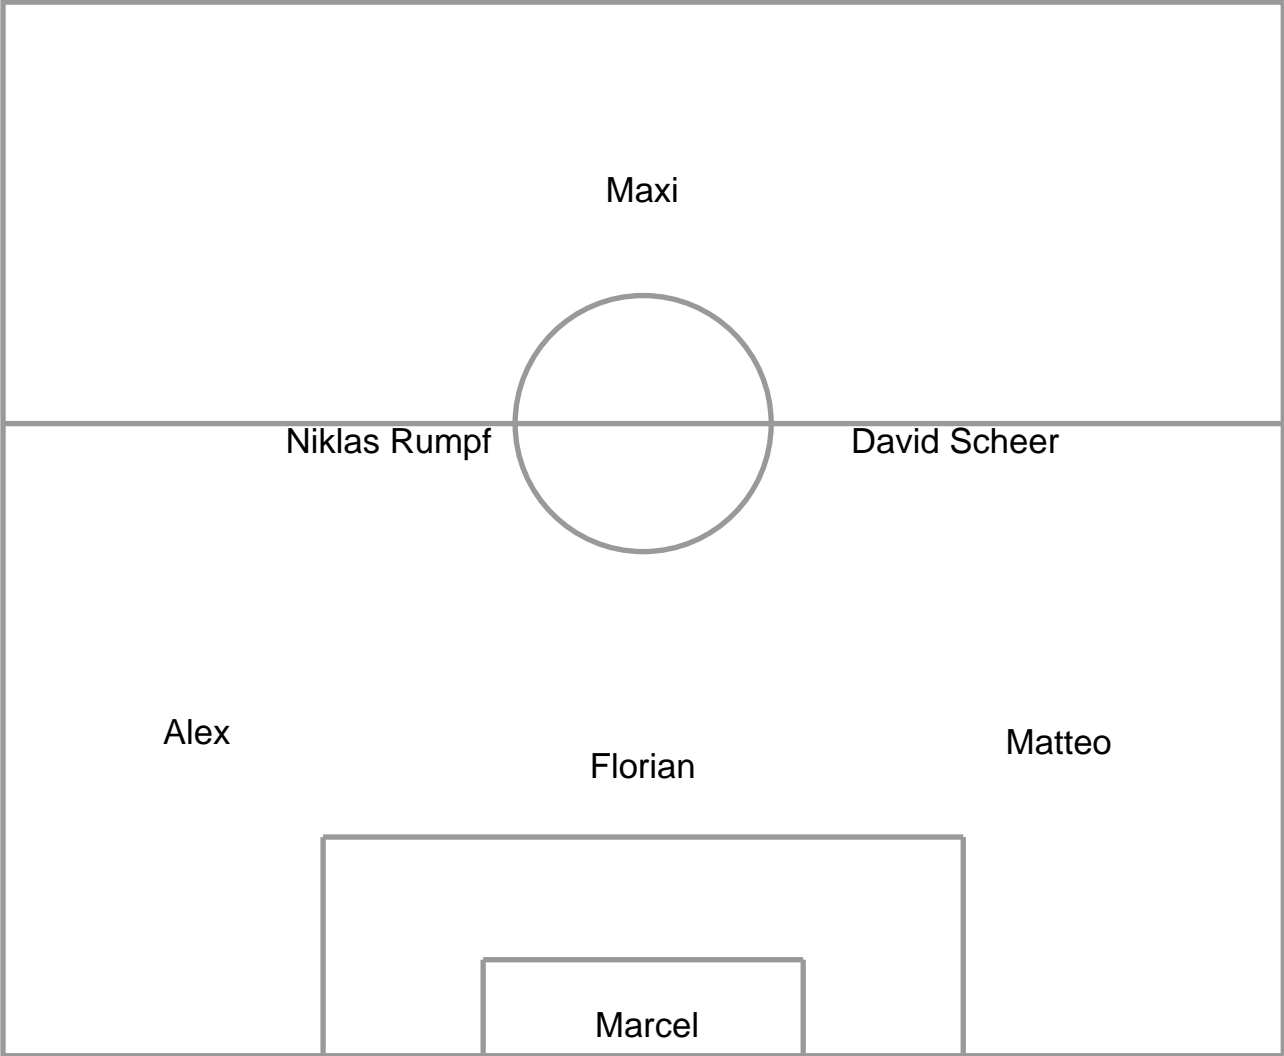 Maxi
Niklas Rumpf
David Scheer
Alex
Matteo
Florian
Marcel